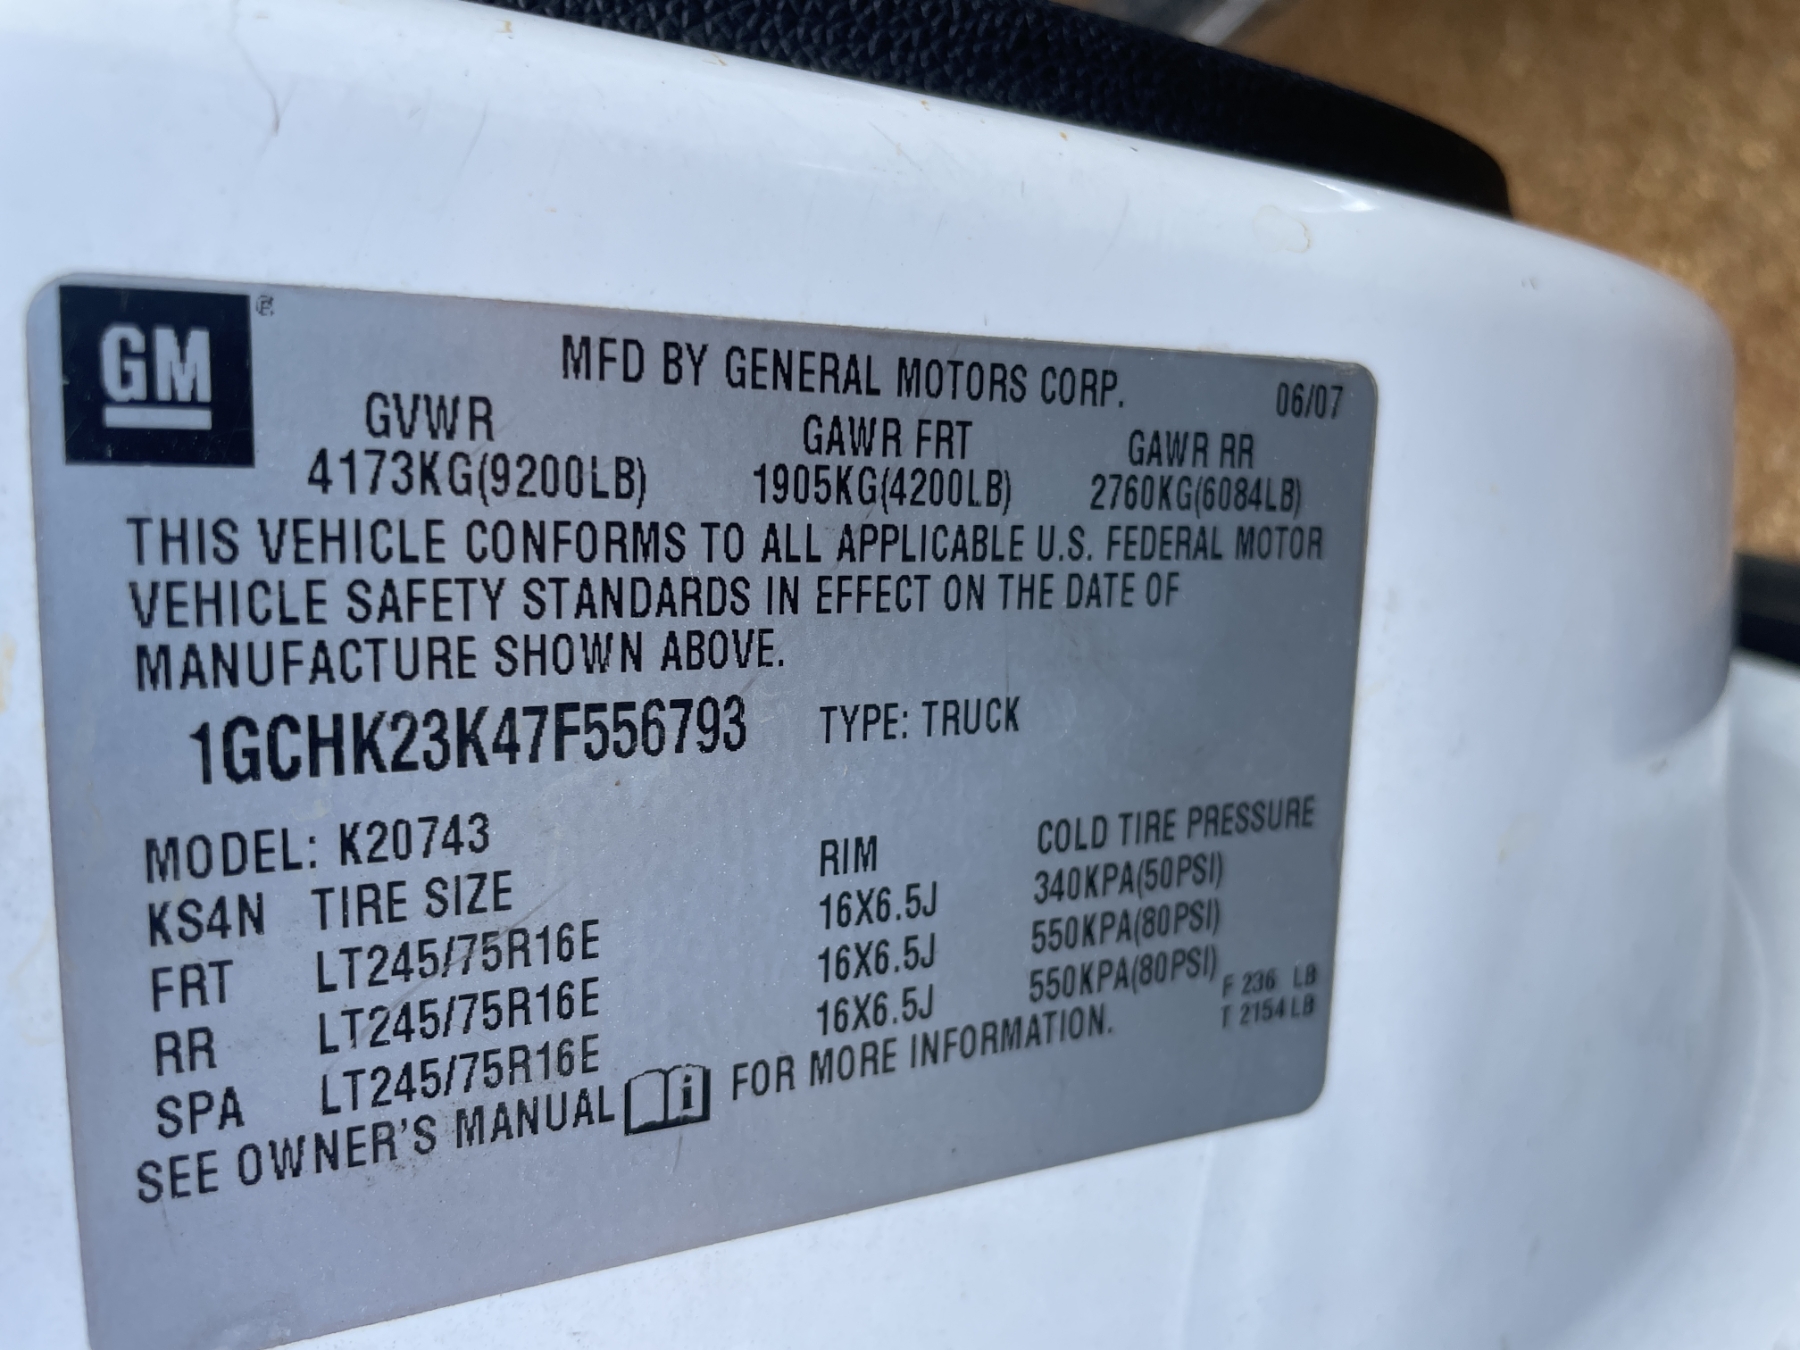 GM ®
MFD BY GENERAL MOTORS CORP. 06/07
GVWR GAWR FRT GAWR RR
4173KG(9200LB) 1905KG(4200LB) 2760KG(6084LB)
THIS VEHICLE CONFORMS TO ALL APPLICABLE U.S. FEDERAL MOTOR
VEHICLE SAFETY STANDARDS IN EFFECT ON THE DATE OF
MANUFACTURE SHOWN ABOVE.
1GCHK23K47F556793 TYPE: TRUCK
MODEL: K20743
KS4N TIRE SIZE RIM COLD TIRE PRESSURE
FRT LT245/75R16E 16X6.5J 340KPA(50PSI)
RR LT245/75R16E 16X6.5J 550KPA(80PSI)
SPA LT245/75R16E 16X6.5J 550KPA(80PSI)
F 236 LB
T 2154LB
SEE OWNER'S MANUAL i FOR MORE INFORMATION.